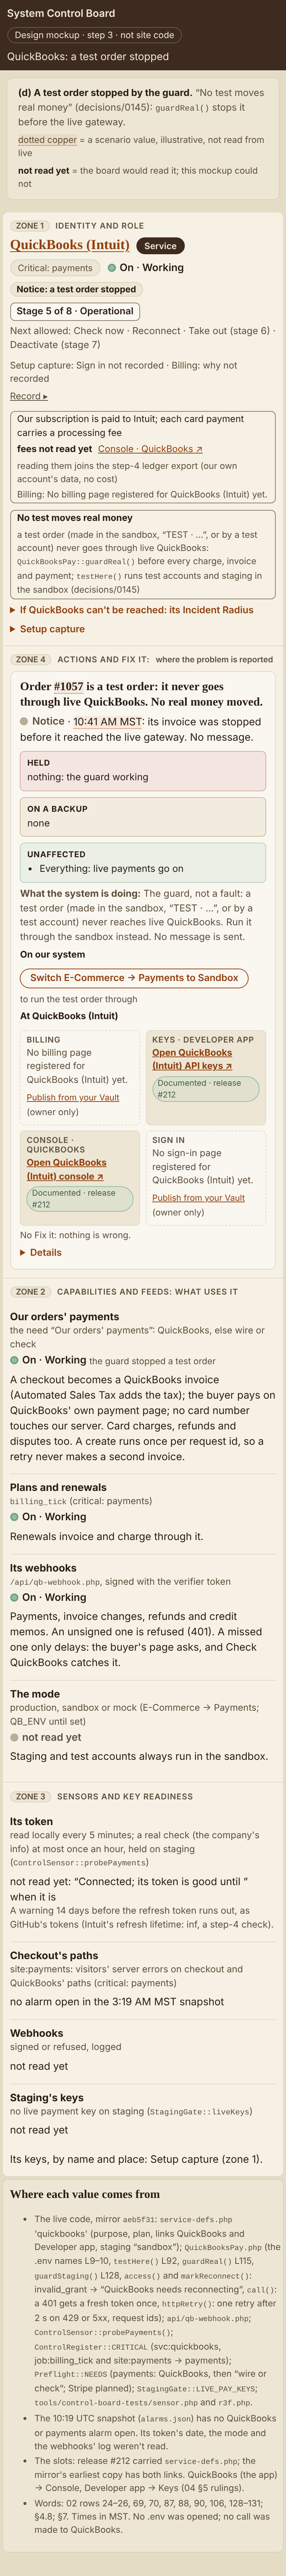 System Control Board
Design mockup · step 3 · not site code
QuickBooks: a test order stopped
(d) A test order stopped by the guard. “No test moves
real money” (decisions/0145): guardReal() stops it
before the live gateway.
dotted copper = a scenario value, illustrative, not read from
live
not read yet = the board would read it; this mockup could
not
ZONE 1 IDENTITY AND ROLE
QuickBooks (Intuit) Service
Critical: payments On · Working
Notice: a test order stopped
Stage 5 of 8 · Operational
Next allowed: Check now · Reconnect · Take out (stage 6) ·
Deactivate (stage 7)
Setup capture: Sign in not recorded · Billing: why not
recorded
Record ▸
Our subscription is paid to Intuit; each card payment
carries a processing fee
fees not read yet Console · QuickBooks ↗
reading them joins the step-4 ledger export (our own
account's data, no cost)
Billing: No billing page registered for QuickBooks (Intuit) yet.
No test moves real money
a test order (made in the sandbox, “TEST · …”, or by a test
account) never goes through live QuickBooks:
QuickBooksPay::guardReal() before every charge, invoice
and payment; testHere() runs test accounts and staging in
the sandbox (decisions/0145)
▸ If QuickBooks can't be reached: its Incident Radius
▸ Setup capture
ZONE 4 ACTIONS AND FIX IT: where the problem is reported
Order #1057 is a test order: it never goes
through live QuickBooks. No real money moved.
Notice · 10:41 AM MST: its invoice was stopped
before it reached the live gateway. No message.
HELD
nothing: the guard working
ON A BACKUP
none
UNAFFECTED
• Everything: live payments go on
What the system is doing: The guard, not a fault: a
test order (made in the sandbox, “TEST · …”, or by a
test account) never reaches live QuickBooks. Run it
through the sandbox instead. No message is sent.
On our system
Switch E-Commerce → Payments to Sandbox
to run the test order through
At QuickBooks (Intuit)
BILLING
No billing page
registered for
QuickBooks (Intuit) yet.
Publish from your Vault
(owner only)
KEYS · DEVELOPER APP
Open QuickBooks
(Intuit) API keys ↗
Documented · release
#212
CONSOLE ·
QUICKBOOKS
Open QuickBooks
(Intuit) console ↗
Documented · release
#212
SIGN IN
No sign-in page
registered for
QuickBooks (Intuit) yet.
Publish from your Vault
(owner only)
No Fix it: nothing is wrong.
▸ Details
ZONE 2 CAPABILITIES AND FEEDS: WHAT USES IT
Our orders' payments
the need “Our orders' payments”: QuickBooks, else wire or
check
On · Working the guard stopped a test order
A checkout becomes a QuickBooks invoice
(Automated Sales Tax adds the tax); the buyer pays on
QuickBooks' own payment page; no card number
touches our server. Card charges, refunds and
disputes too. A create runs once per request id, so a
retry never makes a second invoice.
Plans and renewals
billing_tick (critical: payments)
On · Working
Renewals invoice and charge through it.
Its webhooks
/api/qb-webhook.php, signed with the verifier token
On · Working
Payments, invoice changes, refunds and credit
memos. An unsigned one is refused (401). A missed
one only delays: the buyer's page asks, and Check
QuickBooks catches it.
The mode
production, sandbox or mock (E-Commerce → Payments;
QB_ENV until set)
not read yet
Staging and test accounts always run in the sandbox.
ZONE 3 SENSORS AND KEY READINESS
Its token
read locally every 5 minutes; a real check (the company's
info) at most once an hour, held on staging
(ControlSensor::probePayments)
not read yet: “Connected; its token is good until ”
when it is
A warning 14 days before the refresh token runs out, as
GitHub's tokens (Intuit's refresh lifetime: inf, a step-4 check).
Checkout's paths
site:payments: visitors' server errors on checkout and
QuickBooks' paths (critical: payments)
no alarm open in the 3:19 AM MST snapshot
Webhooks
signed or refused, logged
not read yet
Staging's keys
no live payment key on staging (StagingGate::liveKeys)
not read yet
Its keys, by name and place: Setup capture (zone 1).
Where each value comes from
• The live code, mirror aeb5f31: service-defs.php
'quickbooks' (purpose, plan, links QuickBooks and
Developer app, staging “sandbox”); QuickBooksPay.php (the
.env names L9–10, testHere() L92, guardReal() L115,
guardStaging() L128, access() and markReconnect():
invalid_grant → “QuickBooks needs reconnecting”, call():
a 401 gets a fresh token once, httpRetry(): one retry after
2 s on 429 or 5xx, request ids); api/qb-webhook.php;
ControlSensor::probePayments();
ControlRegister::CRITICAL (svc:quickbooks,
job:billing_tick and site:payments → payments);
Preflight::NEEDS (payments: QuickBooks, then “wire or
check”; Stripe planned); StagingGate::LIVE_PAY_KEYS;
tools/control-board-tests/sensor.php and r3f.php.
• The 10:19 UTC snapshot (alarms.json) has no QuickBooks
or payments alarm open. Its token's date, the mode and
the webhooks' log weren't read.
• The slots: release #212 carried service-defs.php; the
mirror's earliest copy has both links. QuickBooks (the app)
→ Console, Developer app → Keys (04 §5 rulings).
• Words: 02 rows 24–26, 69, 70, 87, 88, 90, 106, 128–131;
§4.8; §7. Times in MST. No .env was opened; no call was
made to QuickBooks.